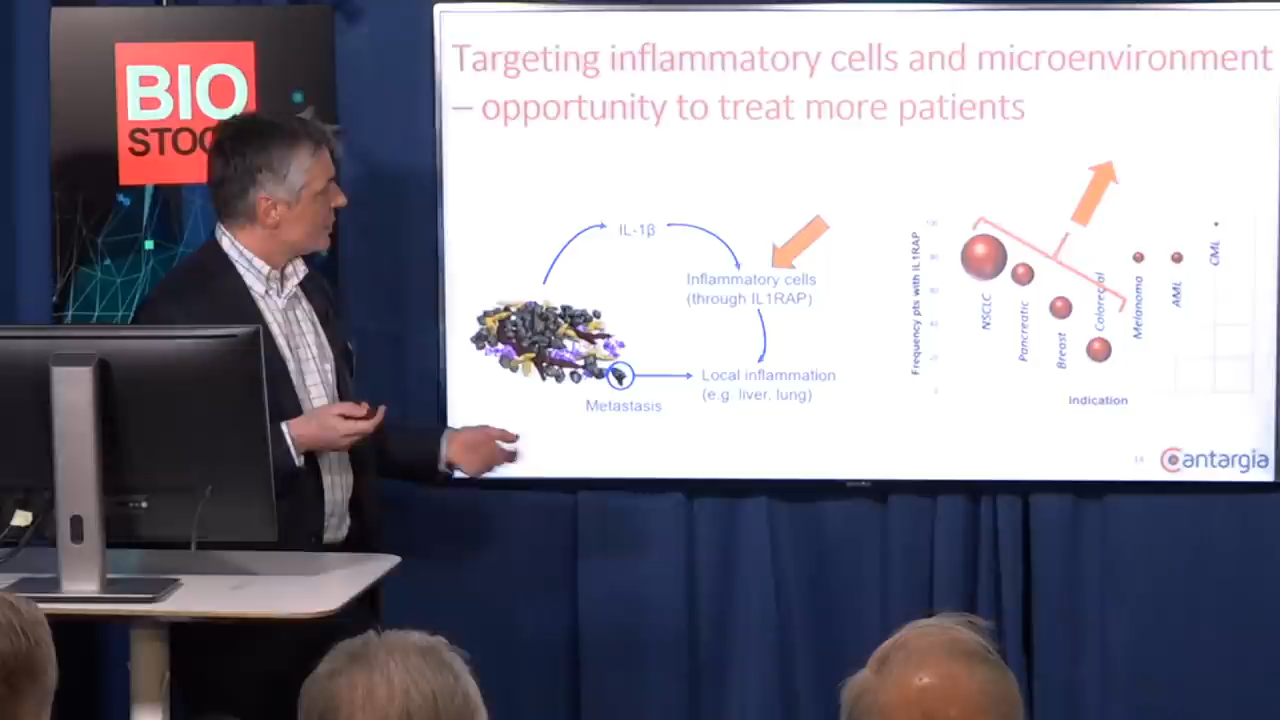 BIO
STOC
Targeting inflammatory cells and microenvironment
– opportunity to treat more patients
IL-1β
Inflammatory cells
(through IL1RAP)
Local inflammation
(e.g. liver, lung)
Metastasis
Frequency pts with IL1RAP
NSCLC
Pancreatic
Breast
Colorectal
Melanoma
AML
CML
Indication
Cantargia